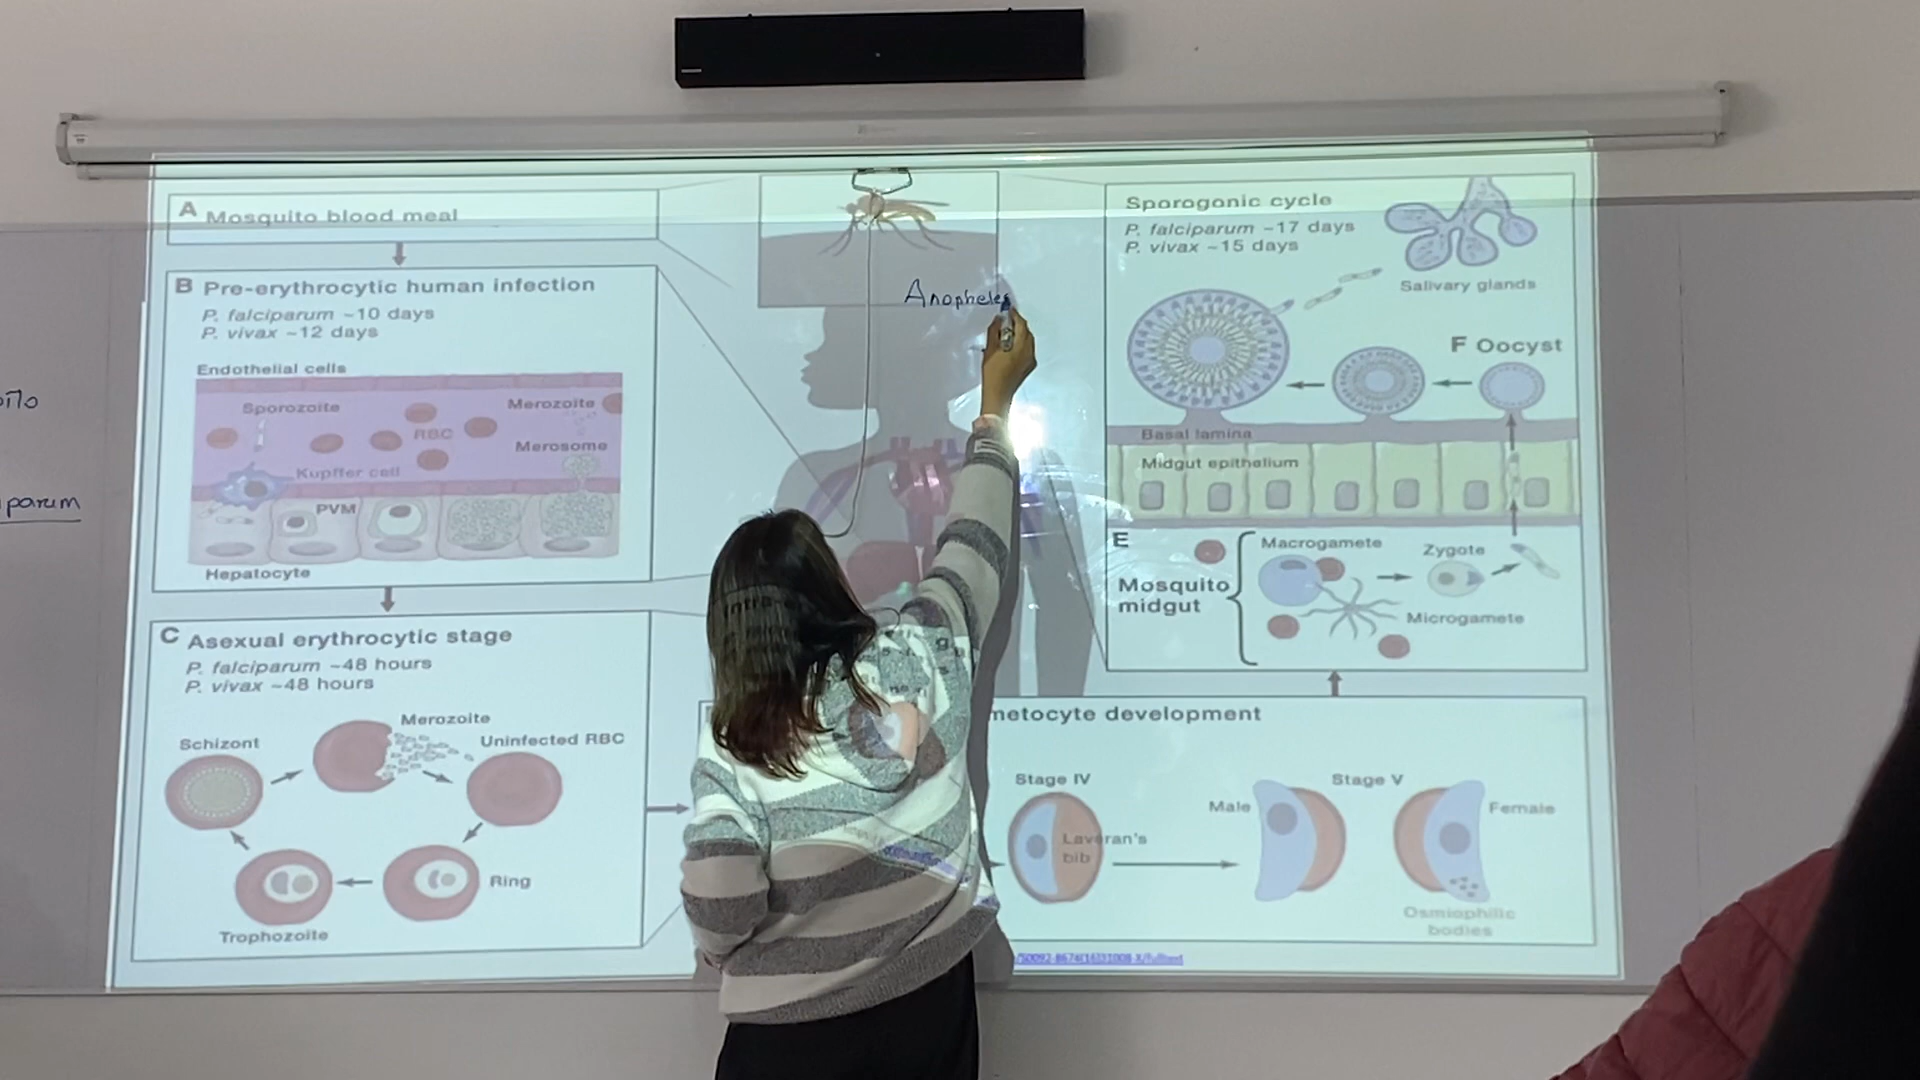 A Mosquito blood meal
B Pre-erythrocytic human infection
P. falciparum ~10 days
P. vivax ~12 days
Endothelial cells
Sporozoite
Merozoite
RBC
Merosome
Kupffer cell
PVM
Hepatocyte
C Asexual erythrocytic stage
P. falciparum ~48 hours
P. vivax ~48 hours
Merozoite
Schizont
Uninfected RBC
Ring
Trophozoite
Anopheles
Sporogonic cycle
P. falciparum ~17 days
P. vivax ~15 days
Salivary glands
F Oocyst
Basal lamina
Midgut epithelium
E
Mosquito
midgut
Macrogamete
Zygote
Microgamete
metocyte development
Stage IV
Stage V
Male
Female
Laveran's
bib
Osmiophilic
bodies
parum